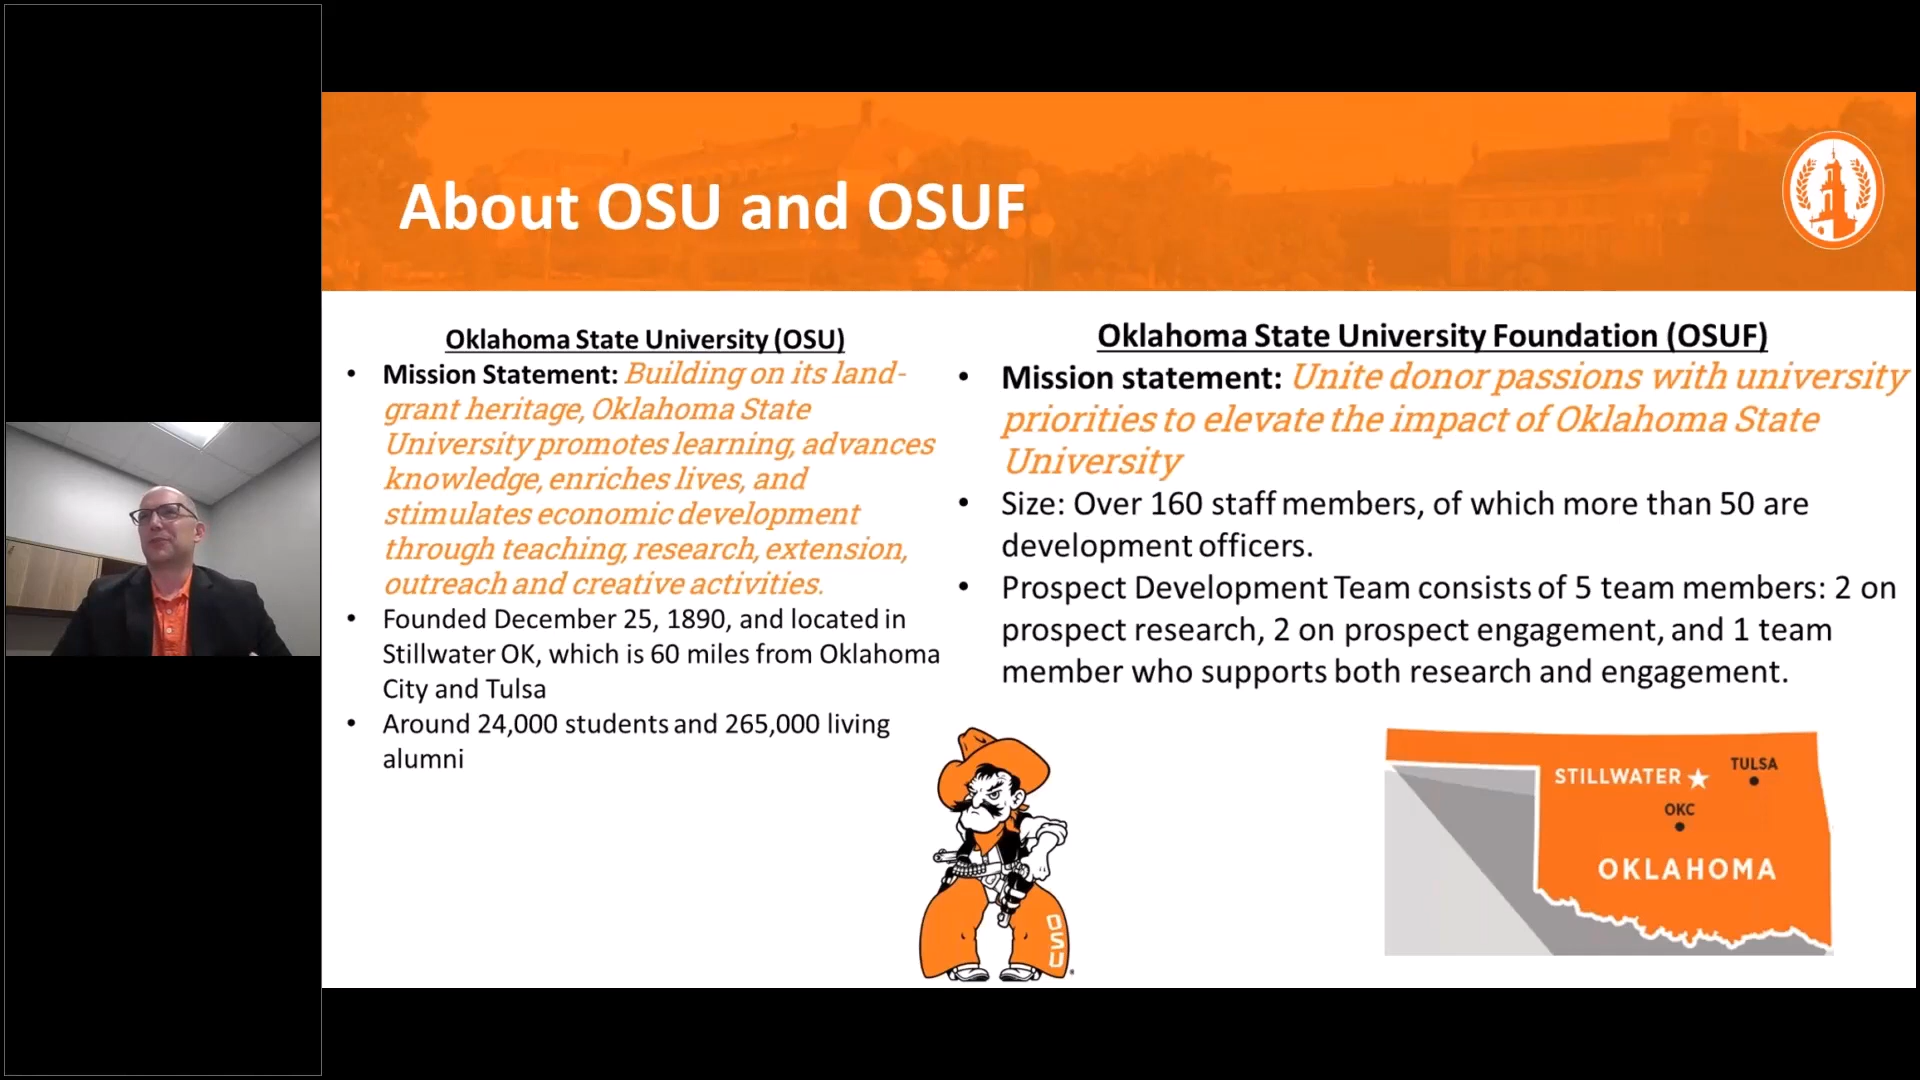 About OSU and OSUF
Oklahoma State University (OSU)
• Mission Statement: Building on its land-
grant heritage, Oklahoma State
University promotes learning, advances
knowledge, enriches lives, and
stimulates economic development
through teaching, research, extension,
outreach and creative activities.
• Founded December 25, 1890, and located in
Stillwater OK, which is 60 miles from Oklahoma
City and Tulsa
• Around 24,000 students and 265,000 living
alumni
Oklahoma State University Foundation (OSUF)
• Mission statement: Unite donor passions with university
priorities to elevate the impact of Oklahoma State
University
• Size: Over 160 staff members, of which more than 50 are
development officers.
• Prospect Development Team consists of 5 team members: 2 on
prospect research, 2 on prospect engagement, and 1 team
member who supports both research and engagement.
OSU
TULSA
STILLWATER
OKC
OKLAHOMA